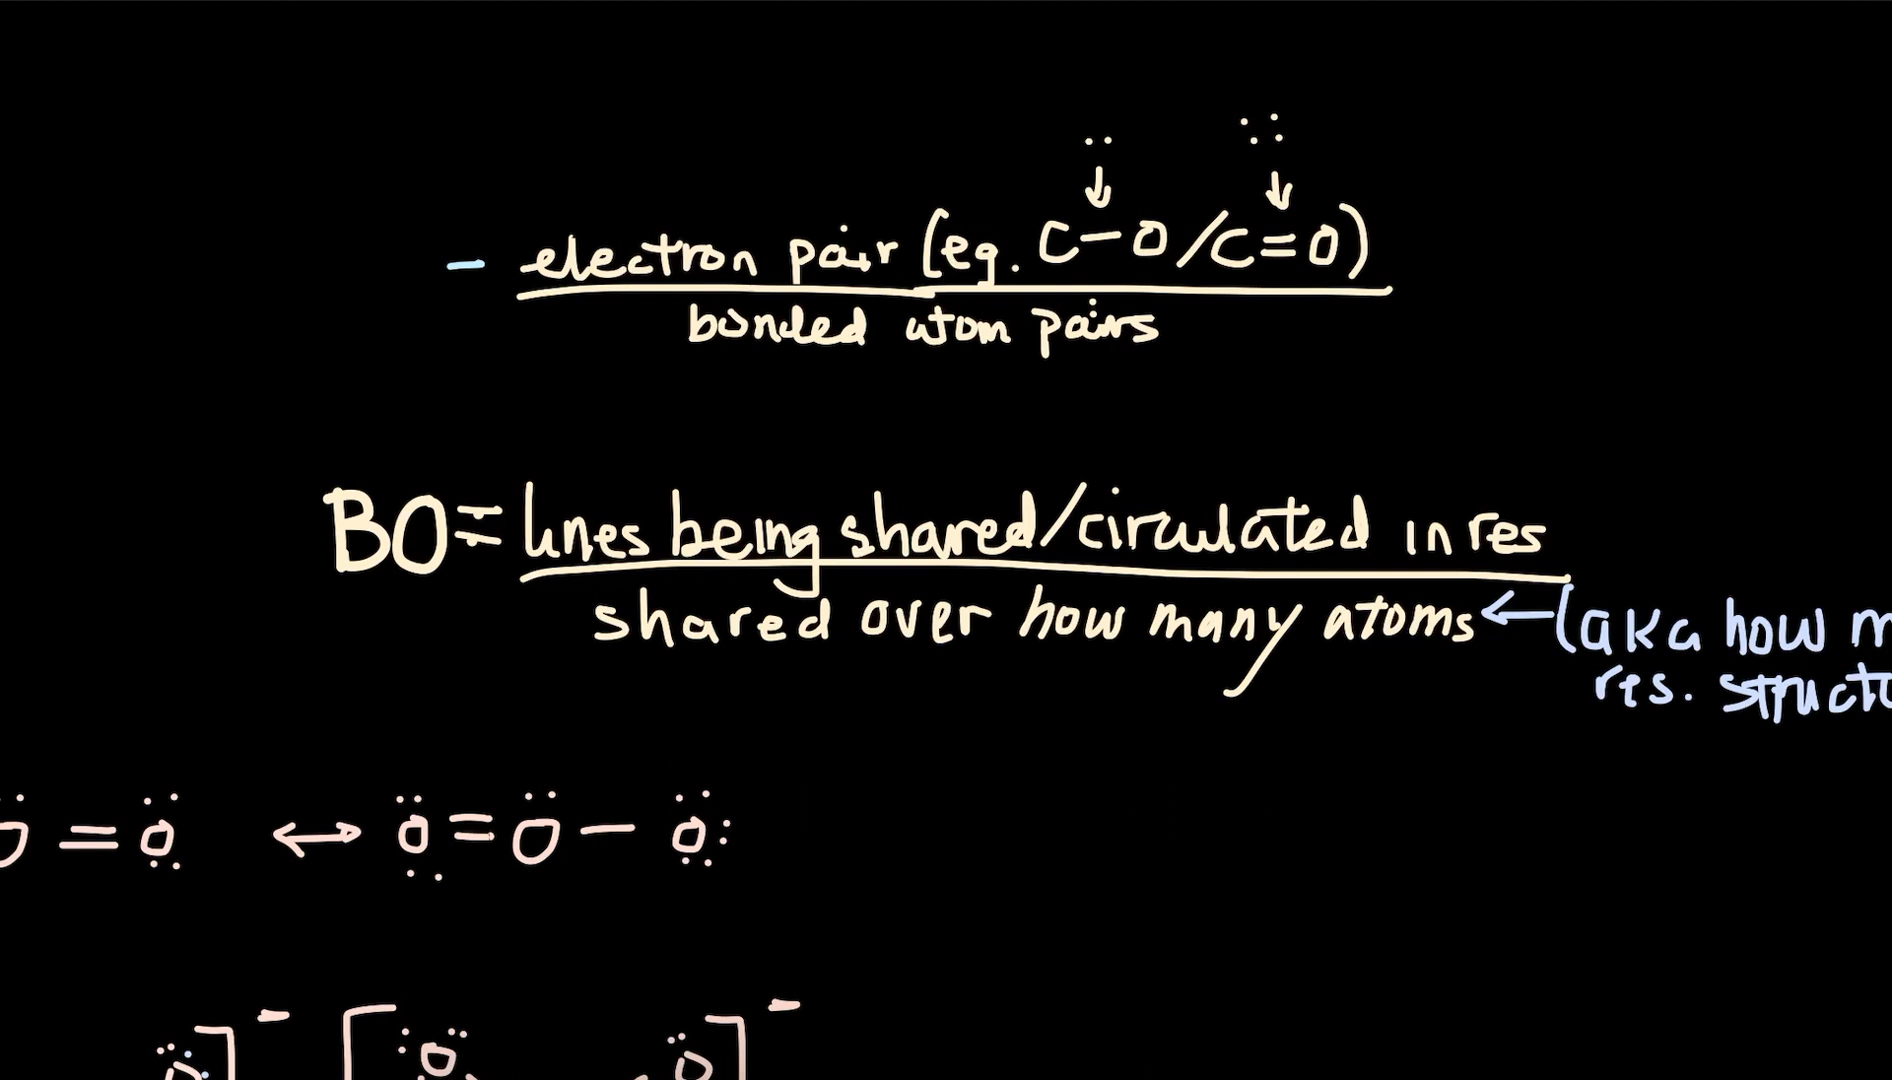 - electron pair (eg. C-O/C=O)
bonded atom pairs
BO = lines being shared/circulated in res
shared over how many atoms ← (aka how m
res. struct
O = O ↔ O = O - O
] - [ O O ] -